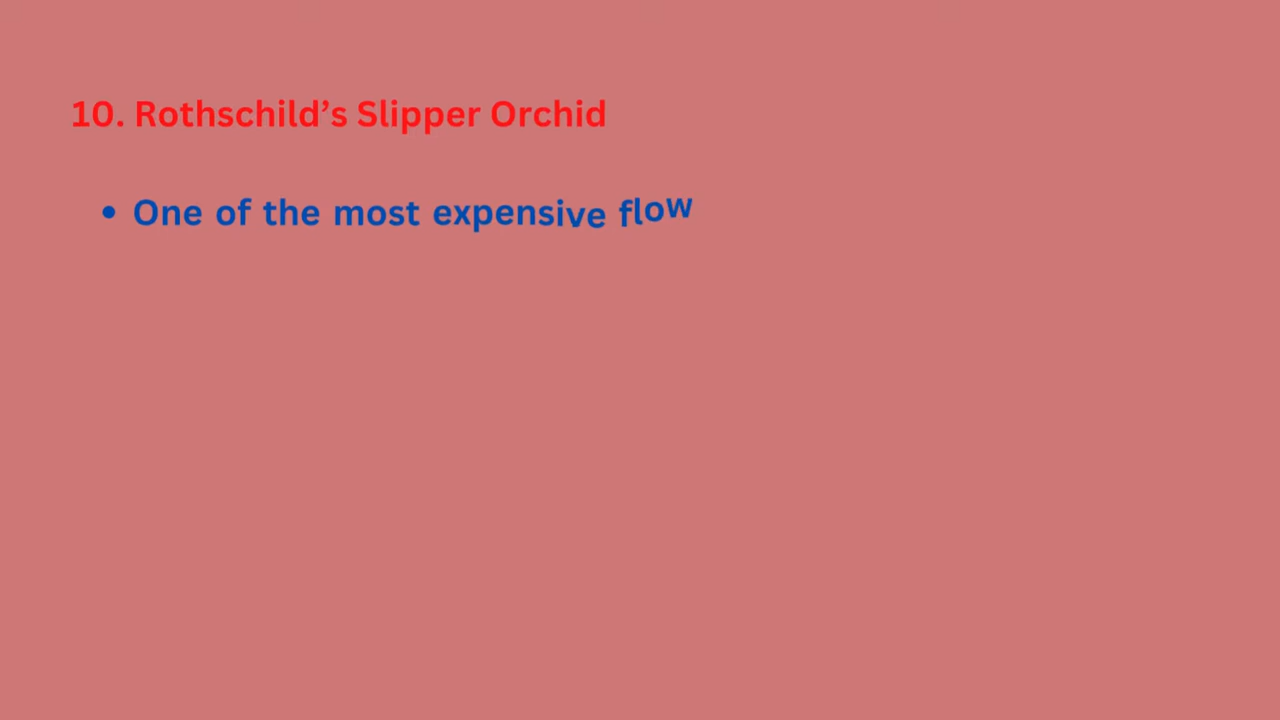 10. Rothschild’s Slipper Orchid
• One of the most expensive flow